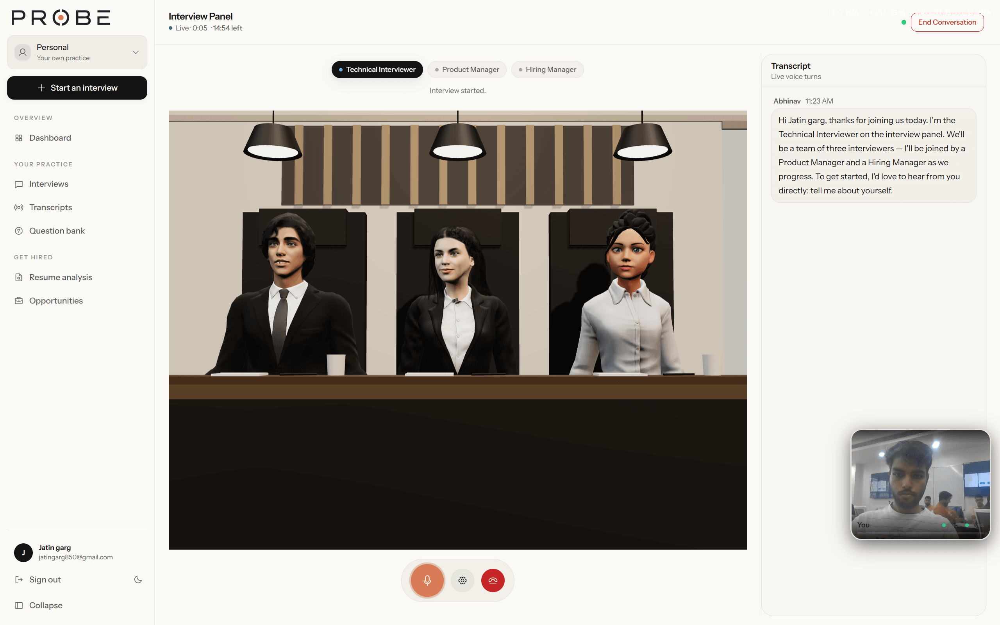 PROBE
Personal
Your own practice
Start an interview
OVERVIEW
Dashboard
YOUR PRACTICE
Interviews
Transcripts
Question bank
GET HIRED
Resume analysis
Opportunities
J
Jatin garg
jatingarg850@gmail.com
Sign out
Collapse
Interview Panel
Live · 0:05 · 14:54 left
FPS N/A | GPU 35 %
End Conversation
Technical Interviewer
Product Manager
Hiring Manager
Interview started.
Transcript
Live voice turns
Abhinav 11:23 AM
Hi Jatin garg, thanks for joining us today. I'm the
Technical Interviewer on the interview panel. We'll
be a team of three interviewers — I'll be joined by a
Product Manager and a Hiring Manager as we
progress. To get started, I'd love to hear from you
directly: tell me about yourself.
You